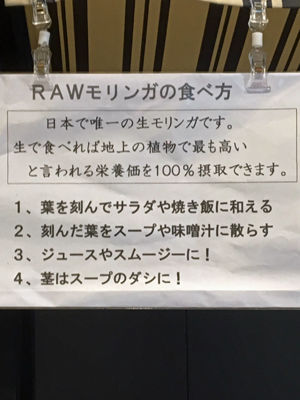 RAWモリンガの食べ方
日本で唯一の生モリンガです。
生で食べれば地上の植物で最も高い
と言われる栄養価を100%摂取できます。
1、葉を刻んでサラダや焼き飯に和える
2、刻んだ葉をスープや味噌汁に散らす
3、ジュースやスムージーに！
4、茎はスープのダシに！